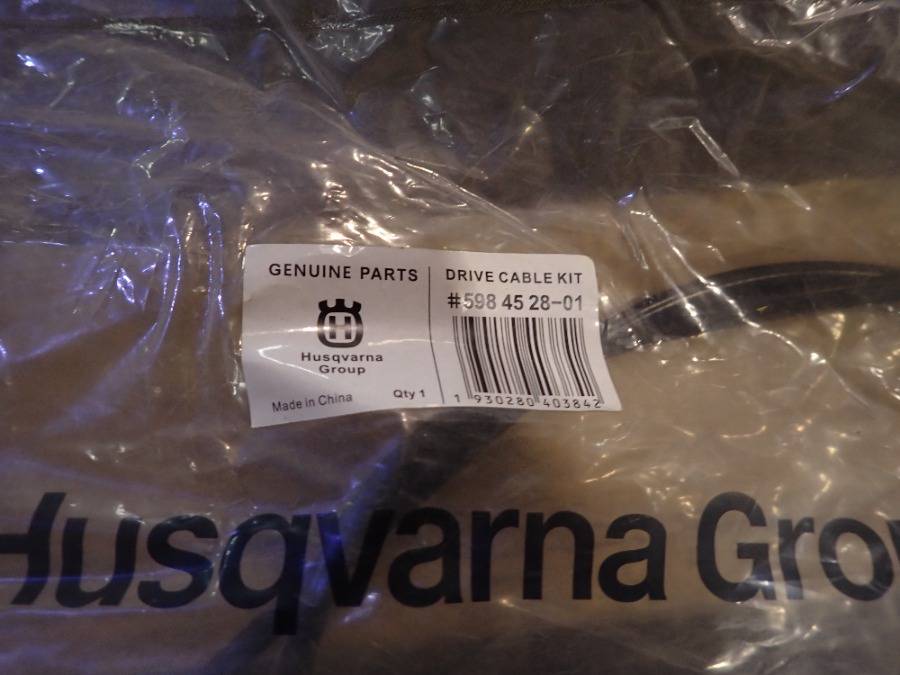 GENUINE PARTS
H
Husqvarna
Group
Made in China
Qty 1
DRIVE CABLE KIT
#598 45 28-01
1 930280 403842
Husqvarna Grou